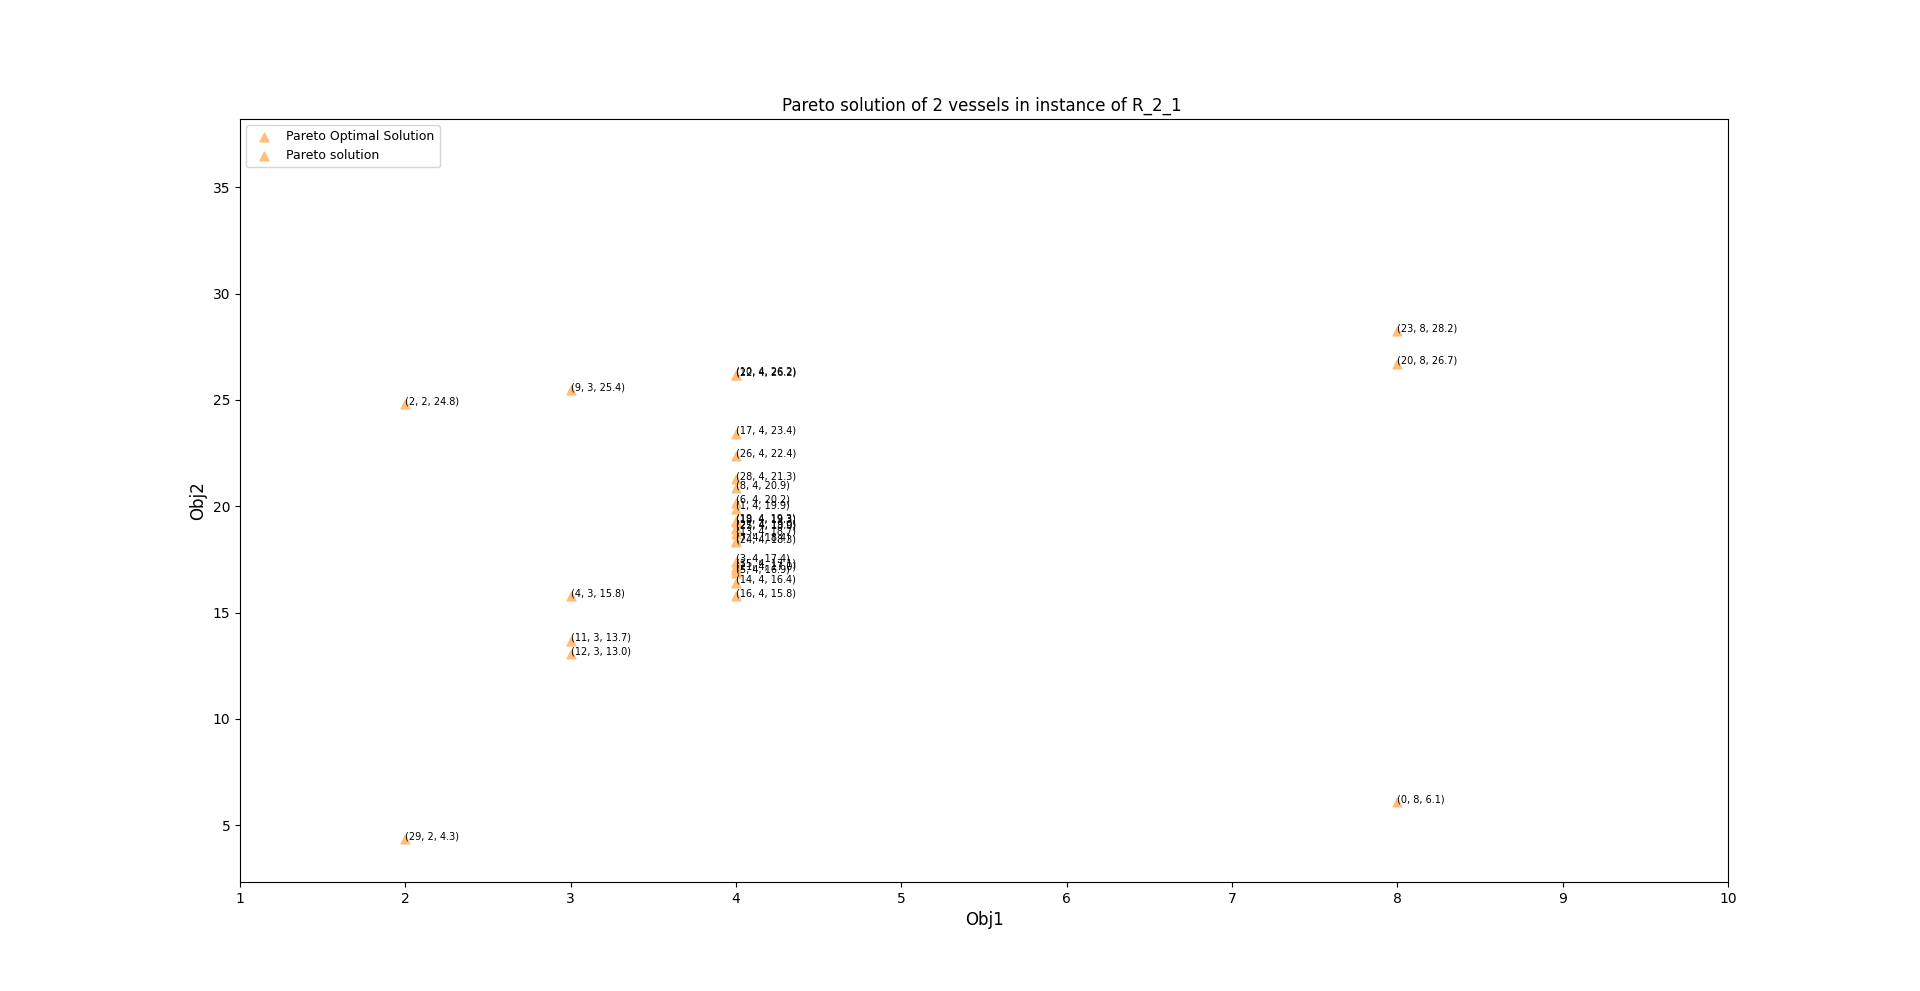 Pareto solution of 2 vessels in instance of R_2_1
Pareto Optimal Solution
Pareto solution
35
30
25
20
15
10
5
Obj2
(23, 8, 28.2)
(20, 8, 26.7)
(9, 3, 25.4)
(2, 2, 24.8)
(17, 4, 23.4)
(26, 4, 22.4)
(28, 4, 21.3)
(8, 4, 20.9)
(6, 4, 20.2)
(1, 4, 19.9)
(3, 4, 17.4)
(5, 4, 16.9)
(14, 4, 16.4)
(16, 4, 15.8)
(4, 3, 15.8)
(11, 3, 13.7)
(12, 3, 13.0)
(0, 8, 6.1)
(29, 2, 4.3)
1 2 3 4 5 6 7 8 9 10
Obj1